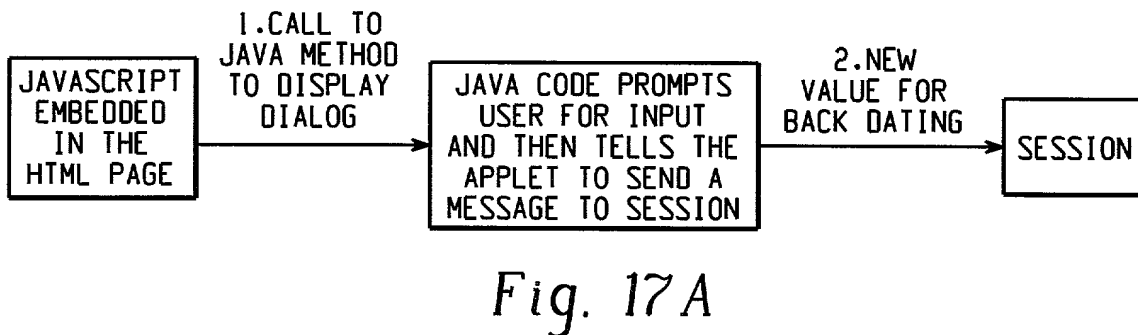 JAVASCRIPT
EMBEDDED
IN THE
HTML PAGE
1.CALL TO
JAVA METHOD
TO DISPLAY
DIALOG
JAVA CODE PROMPTS
USER FOR INPUT
AND THEN TELLS THE
APPLET TO SEND A
MESSAGE TO SESSION
2.NEW
VALUE FOR
BACK DATING
SESSION
Fig. 17A